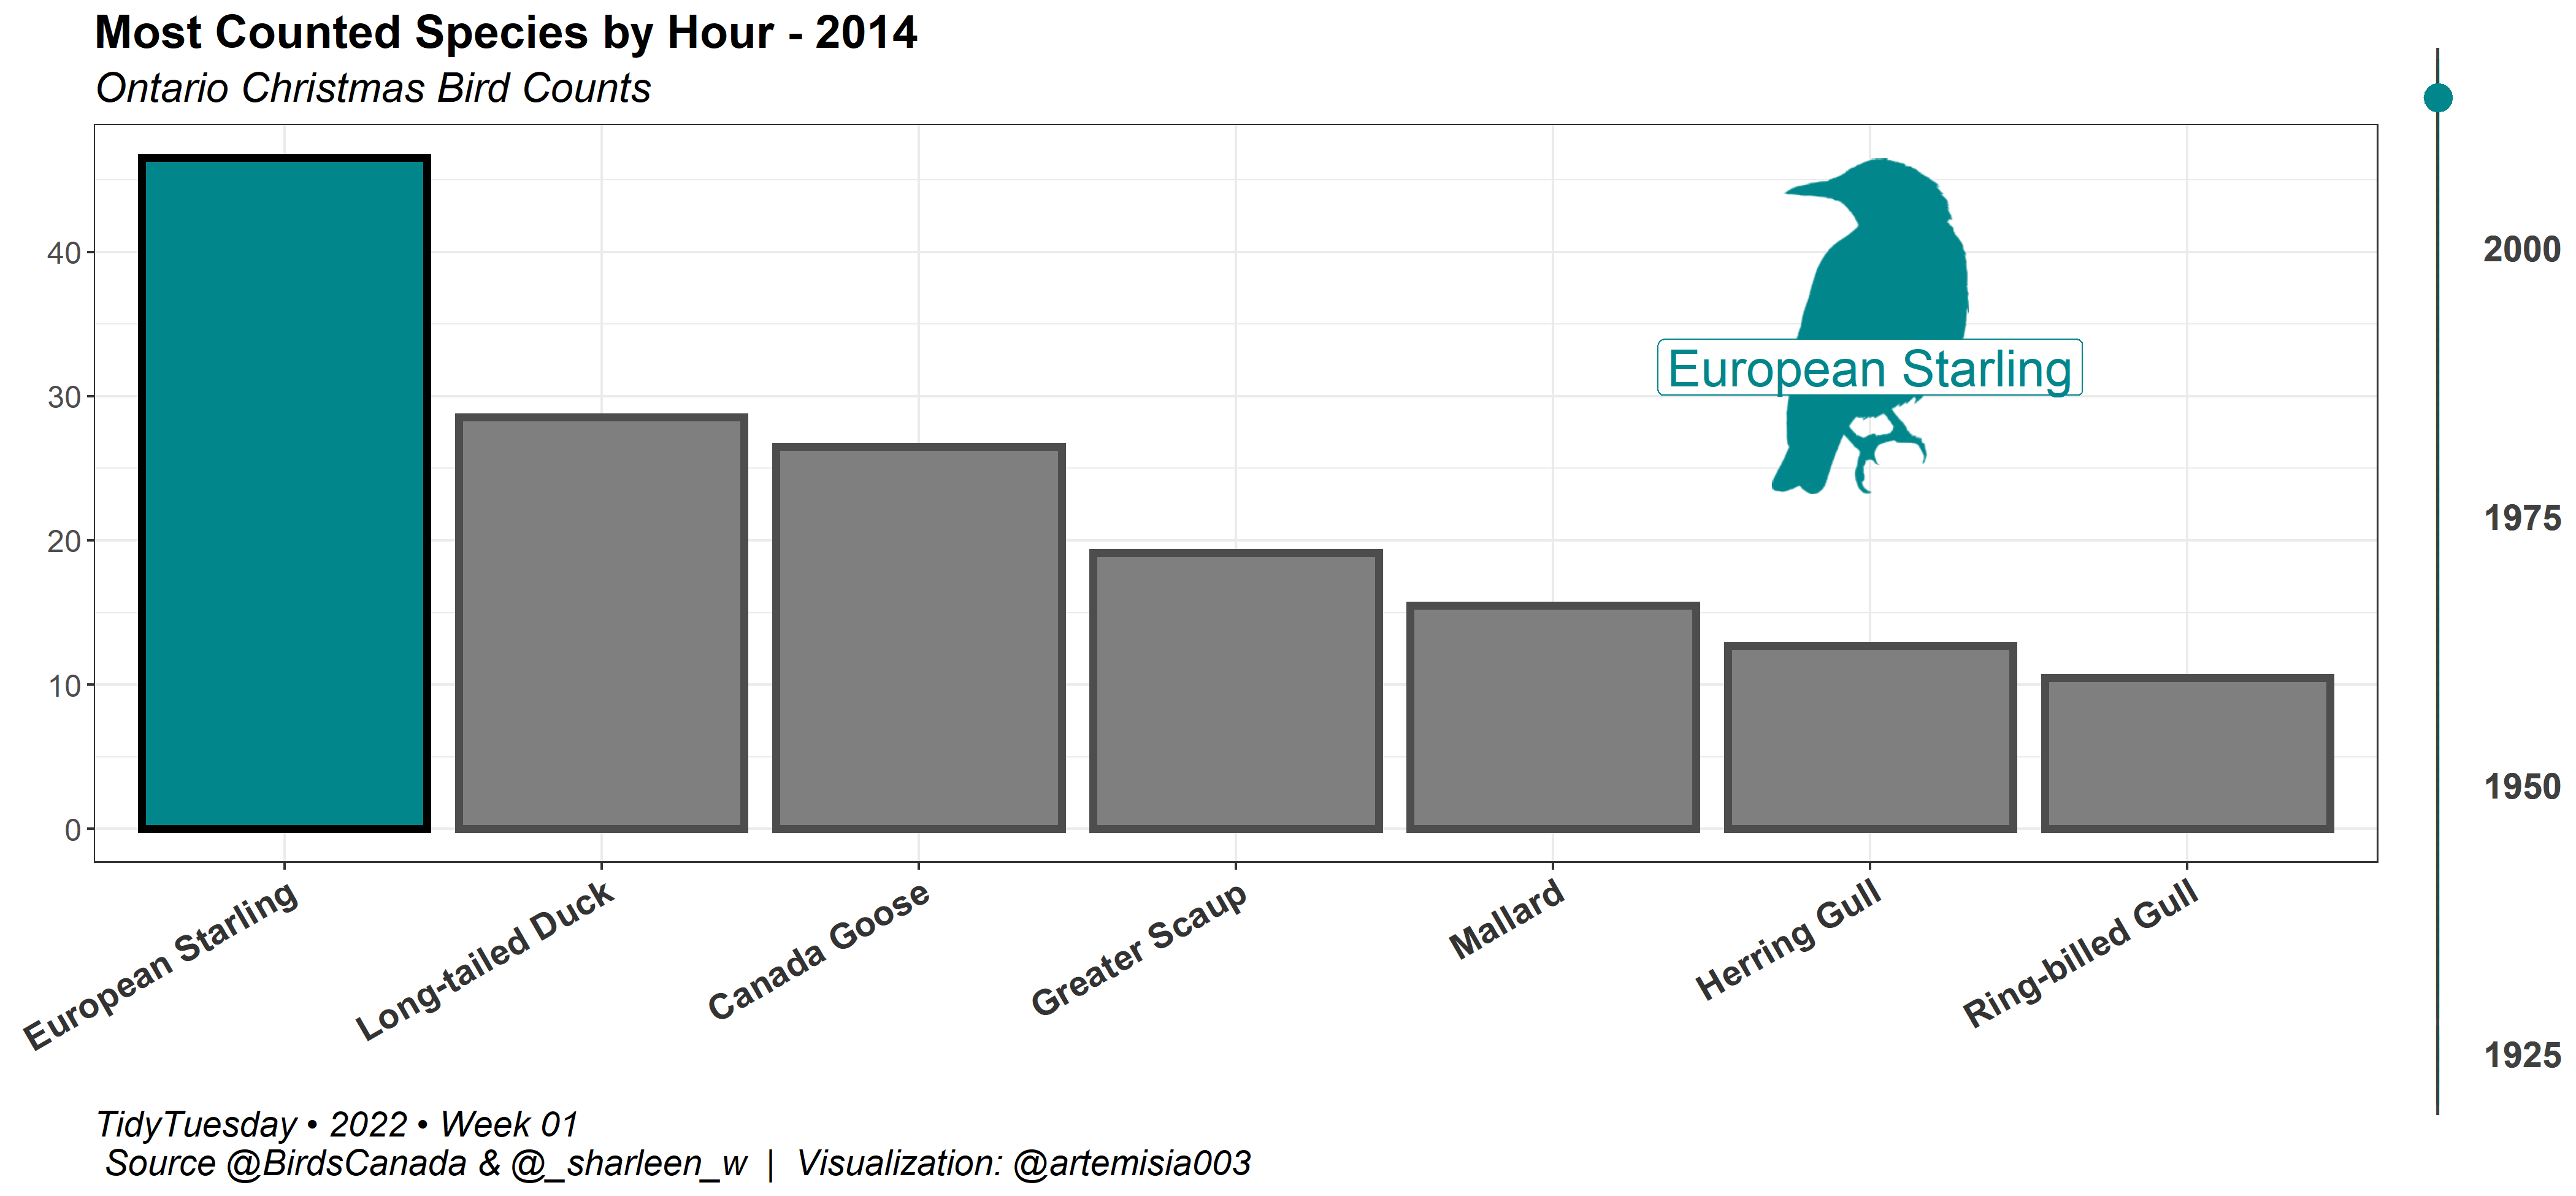 Most Counted Species by Hour - 2014
Ontario Christmas Bird Counts
40
30
20
10
0
European Starling
2000
1975
1950
1925
European Starling
Long-tailed Duck
Canada Goose
Greater Scaup
Mallard
Herring Gull
Ring-billed Gull
TidyTuesday • 2022 • Week 01
Source @BirdsCanada & @_sharleen_w | Visualization: @artemisia003